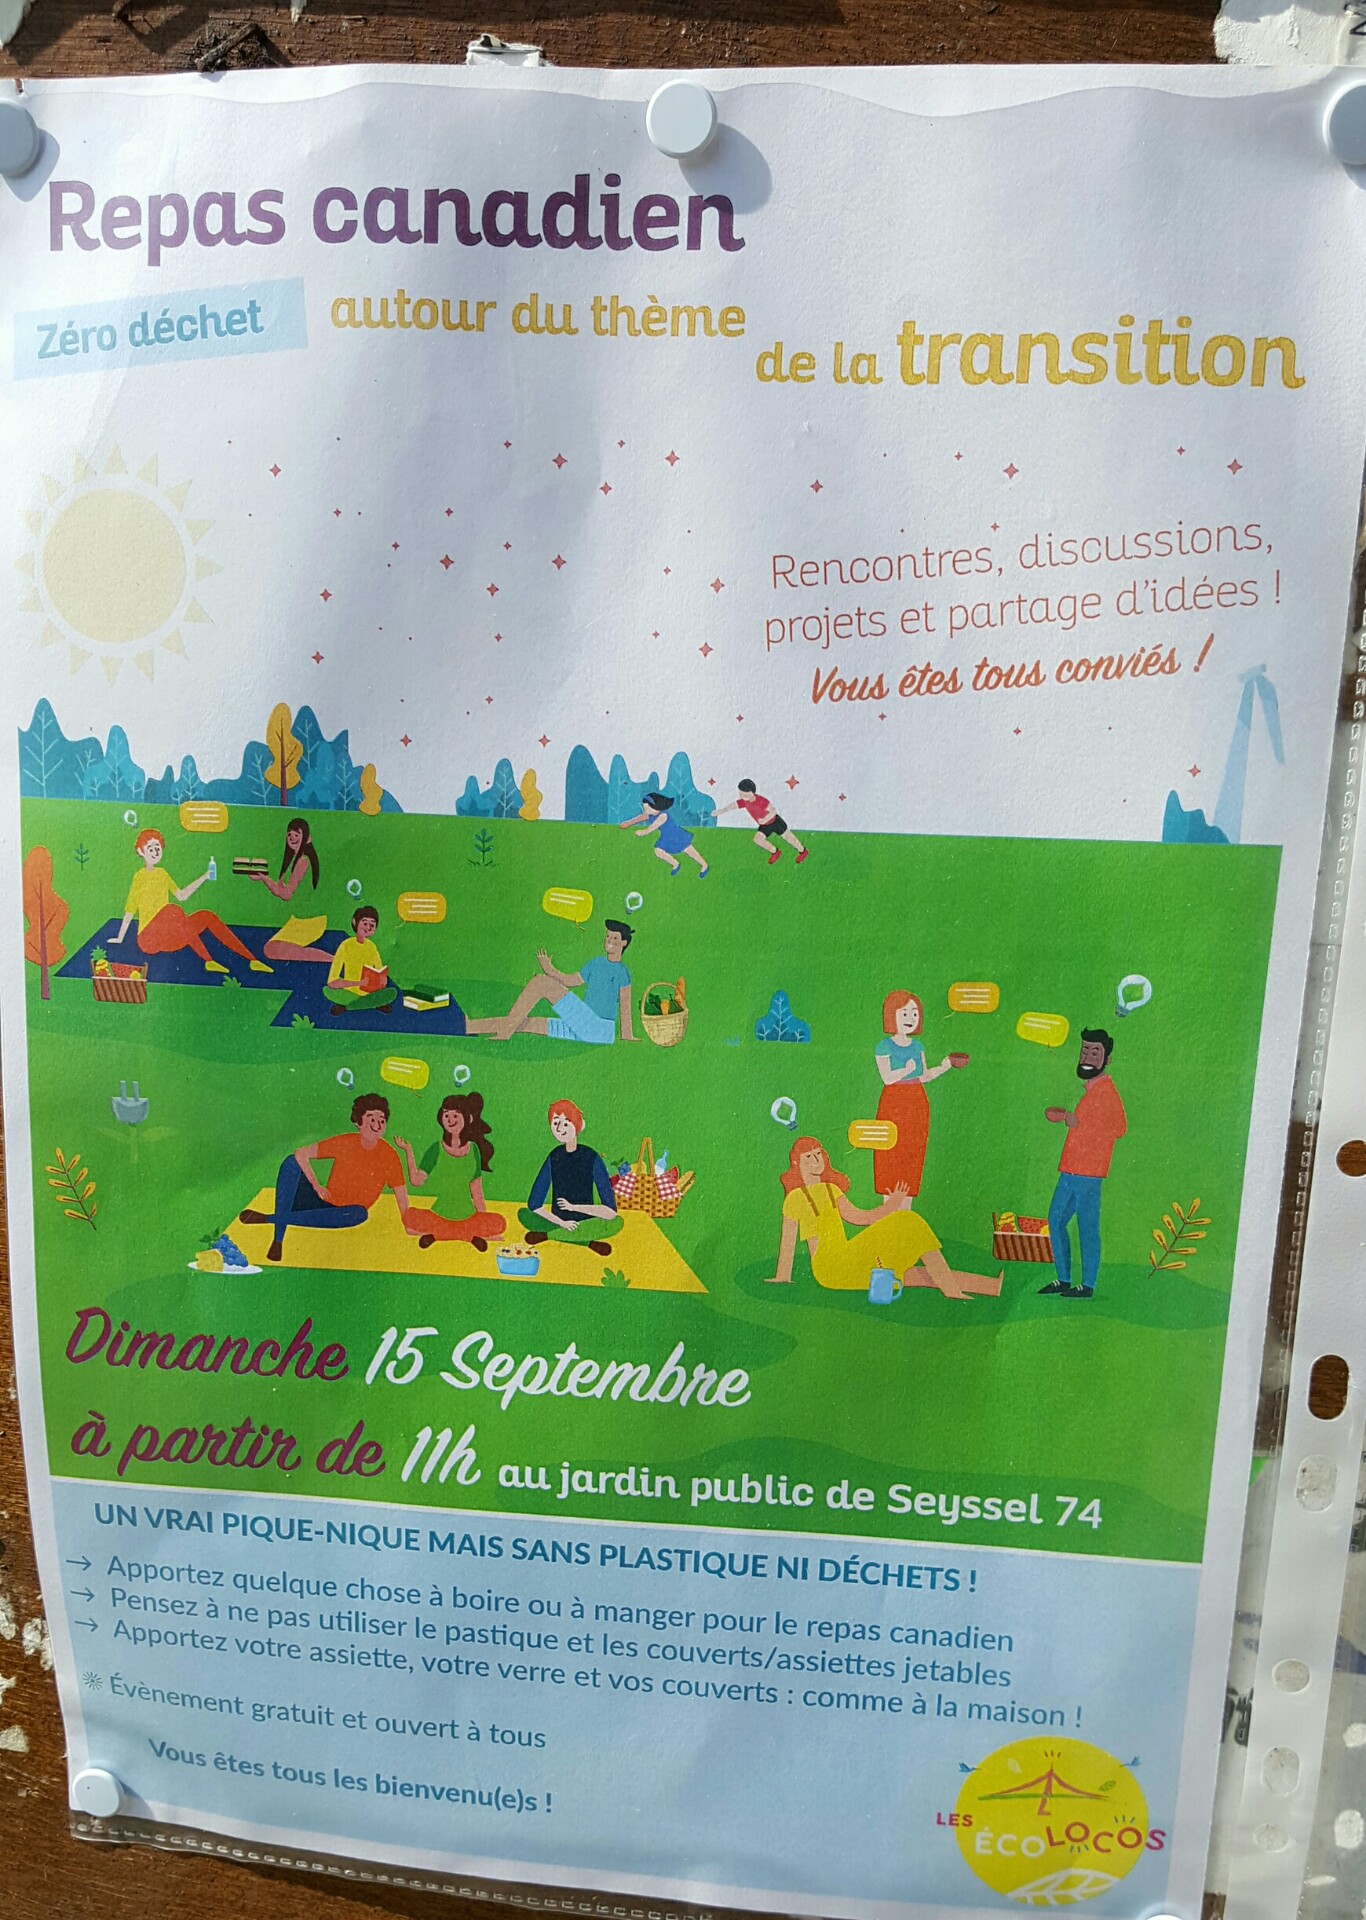 Repas canadien
Zéro déchet
autour du thème
de la transition
Rencontres, discussions,
projets et partage d'idées !
Vous êtes tous conviés !
Dimanche 15 Septembre
à partir de 11h au jardin public de Seyssel 74
UN VRAI PIQUE-NIQUE MAIS SANS PLASTIQUE NI DÉCHETS !
→ Apportez quelque chose à boire ou à manger pour le repas canadien
→ Pensez à ne pas utiliser le pastique et les couverts/assiettes jetables
→ Apportez votre assiette, votre verre et vos couverts : comme à la maison !
Évènement gratuit et ouvert à tous
Vous êtes tous les bienvenu(e)s !
LES
ÉCOLOCOS